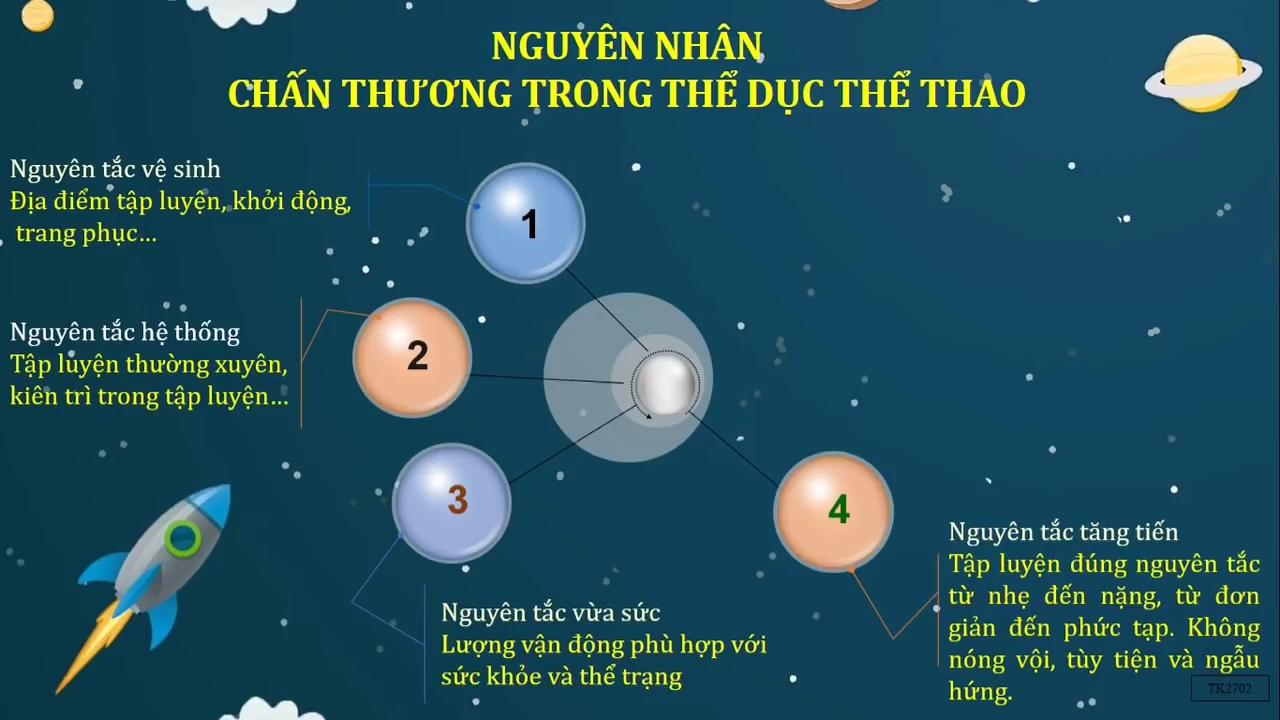 NGUYÊN NHÂN
CHẤN THƯƠNG TRONG THỂ DỤC THỂ THAO
Nguyên tắc vệ sinh
Địa điểm tập luyện, khởi động,
trang phục...
1
Nguyên tắc hệ thống
Tập luyện thường xuyên,
kiên trì trong tập luyện...
2
3
Nguyên tắc vừa sức
Lượng vận động phù hợp với
sức khỏe và thể trạng
4
Nguyên tắc tăng tiến
Tập luyện đúng nguyên tắc
từ nhẹ đến nặng, từ đơn
giản đến phức tạp. Không
nóng vội, tùy tiện và ngẫu
hứng.
TK2702